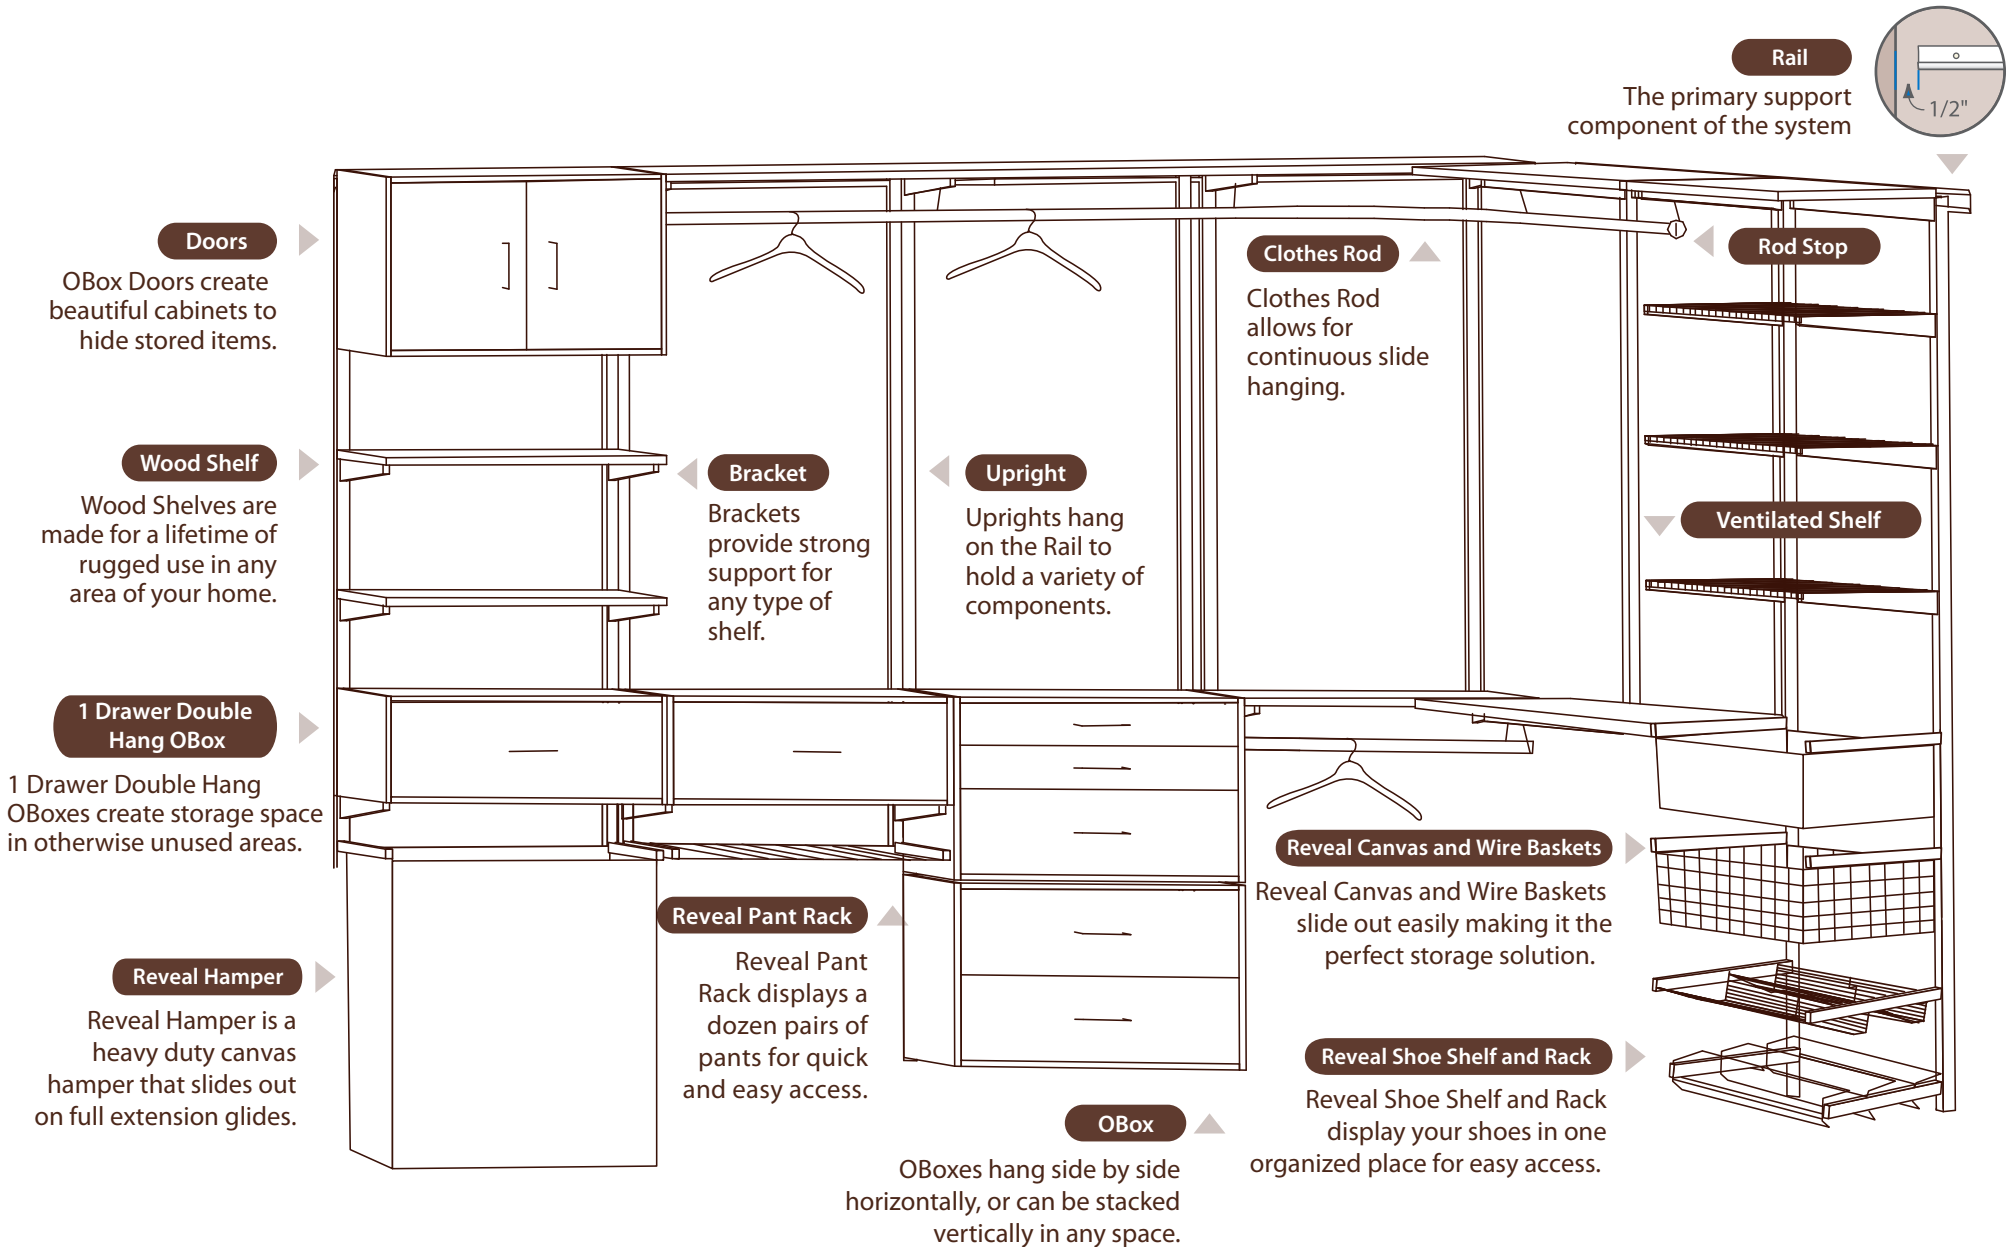 Rail
The primary support
component of the system
1/2"
Doors
OBox Doors create
beautiful cabinets to
hide stored items.
Clothes Rod
Clothes Rod
allows for
continuous slide
hanging.
Rod Stop
Wood Shelf
Wood Shelves are
made for a lifetime of
rugged use in any
area of your home.
Bracket
Brackets
provide strong
support for
any type of
shelf.
Upright
Uprights hang
on the Rail to
hold a variety of
components.
Ventilated Shelf
1 Drawer Double
Hang OBox
1 Drawer Double Hang
OBoxes create storage space
in otherwise unused areas.
Reveal Canvas and Wire Baskets
Reveal Canvas and Wire Baskets
slide out easily making it the
perfect storage solution.
Reveal Pant Rack
Reveal Pant
Rack displays a
dozen pairs of
pants for quick
and easy access.
Reveal Hamper
Reveal Hamper is a
heavy duty canvas
hamper that slides out
on full extension glides.
Reveal Shoe Shelf and Rack
Reveal Shoe Shelf and Rack
display your shoes in one
organized place for easy access.
OBox
OBoxes hang side by side
horizontally, or can be stacked
vertically in any space.